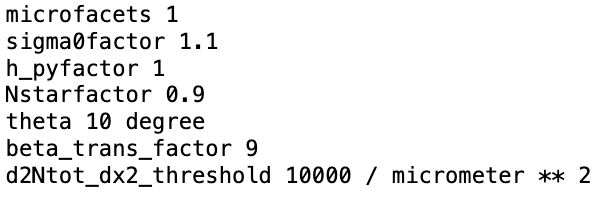 microfacets 1
sigma0factor 1.1
h_pyfactor 1
Nstarfactor 0.9
theta 10 degree
beta_trans_factor 9
d2Ntot_dx2_threshold 10000 / micrometer ** 2